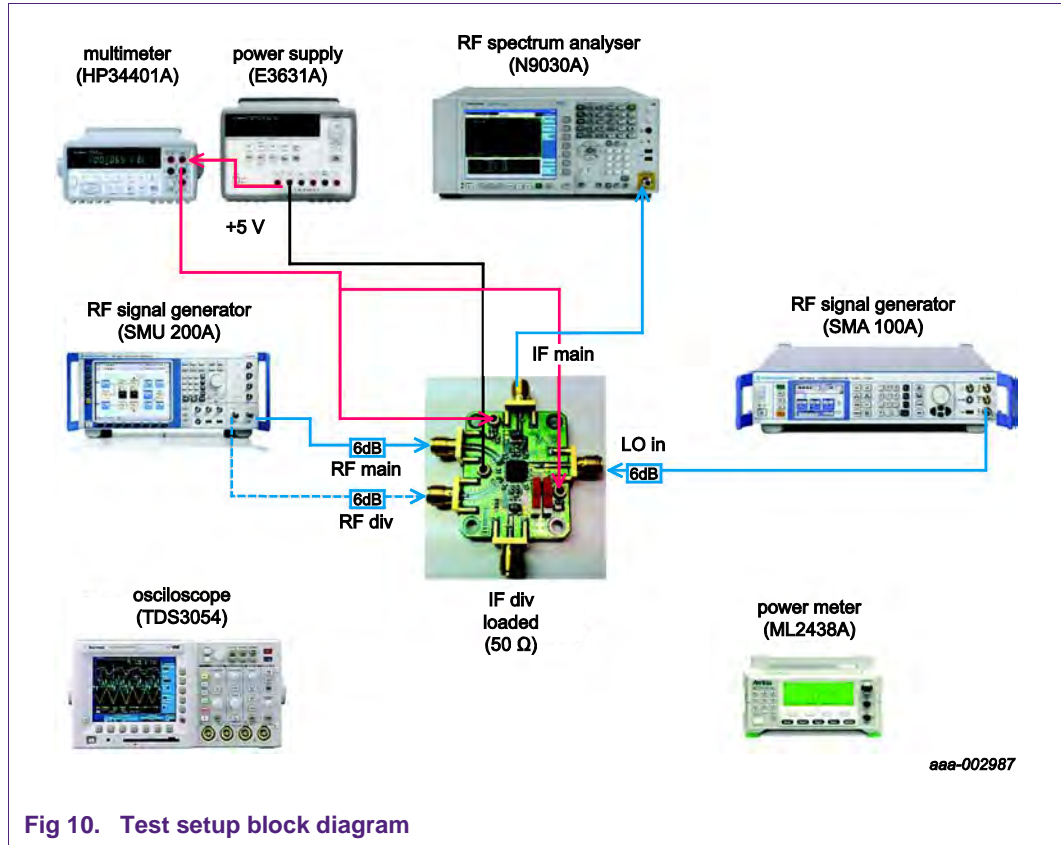 multimeter
(HP34401A)
power supply
(E3631A)
RF spectrum analyser
(N9030A)
+5 V
RF signal generator
(SMU 200A)
RF signal generator
(SMA 100A)
IF main
6dB
RF main
LO in
6dB
6dB
RF div
osciloscope
(TDS3054)
IF div
loaded
(50 Ω)
power meter
(ML2438A)
aaa-002987
Fig 10. Test setup block diagram